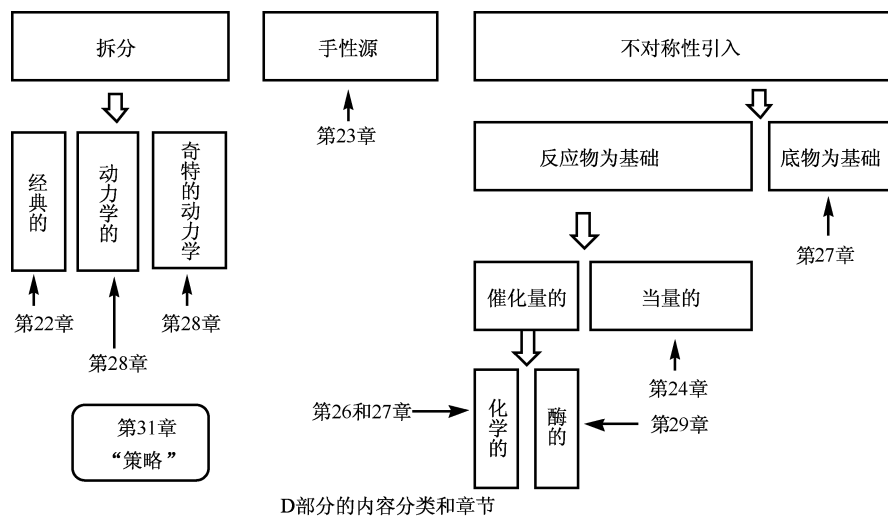 拆分
手性源
不对称性引入
第23章
经典的
动力学的
奇特的动力学
反应物为基础
底物为基础
第27章
第22章
第28章
第28章
催化量的
当量的
第24章
第26和27章
化学的
酶的
第29章
第31章
“策略”
D部分的内容分类和章节